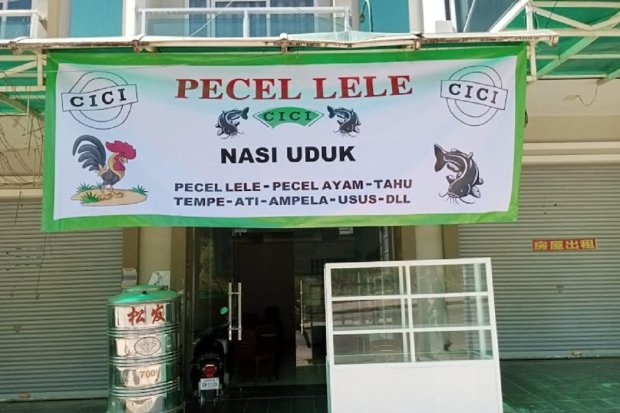 PECEL LELE
CICI
CICI
CICI
NASI UDUK
PECEL LELE - PECEL AYAM - TAHU
TEMPE - ATI - AMPELA - USUS - DLL
房屋出租
松发
700